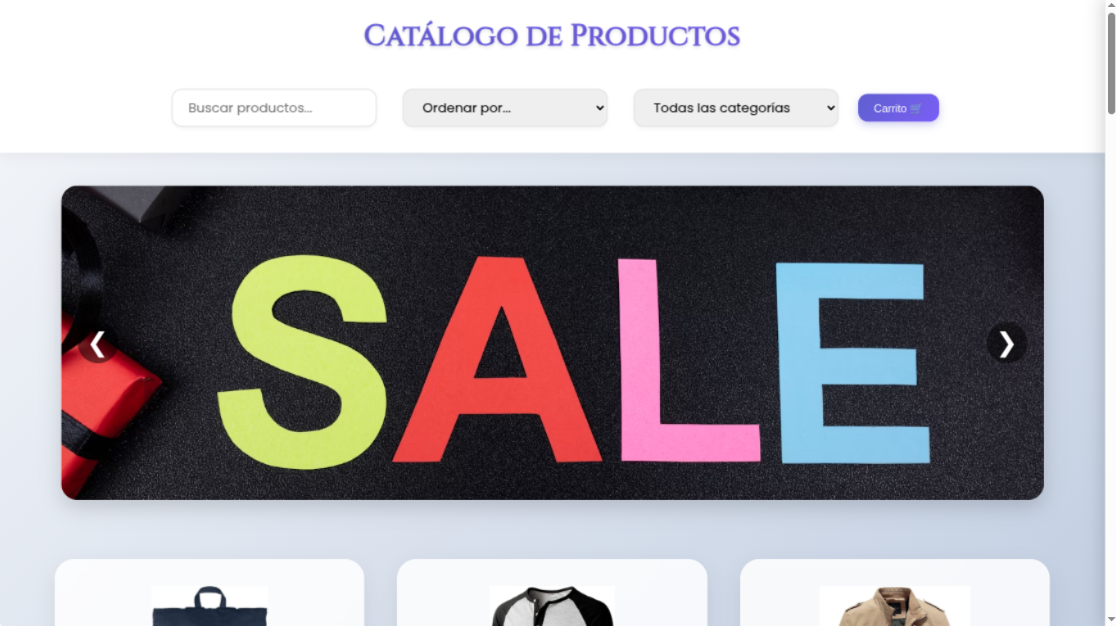 Catálogo de Productos
Buscar productos...
Ordenar por...
Todas las categorías
Carrito 🛒
❮
SALE
❯